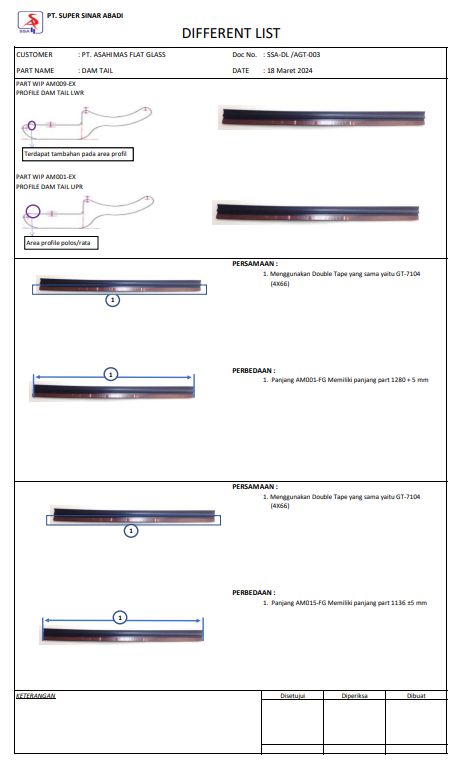 SSA
PT. SUPER SINAR ABADI
DIFFERENT LIST
CUSTOMER : PT. ASAHIMAS FLAT GLASS
Doc No. : SSA-DL /AGT-003
PART NAME : DAM TAIL
DATE : 18 Maret 2024
PART WIP AM009-EX
PROFILE DAM TAIL LWR
Terdapat tambahan pada area profil
PART WIP AM001-EX
PROFILE DAM TAIL UPR
Area profile polos/rata
PERSAMAAN :
1. Menggunakan Double Tape yang sama yaitu GT-7104
(4X66)
1
PERBEDAAN :
1
1. Panjang AM001-FG Memiliki panjang part 1280 + 5 mm
PERSAMAAN :
1. Menggunakan Double Tape yang sama yaitu GT-7104
(4X66)
1
PERBEDAAN :
1. Panjang AM015-FG Memiliki panjang part 1136 ±5 mm
1
KETERANGAN
Disetujui
Diperiksa
Dibuat